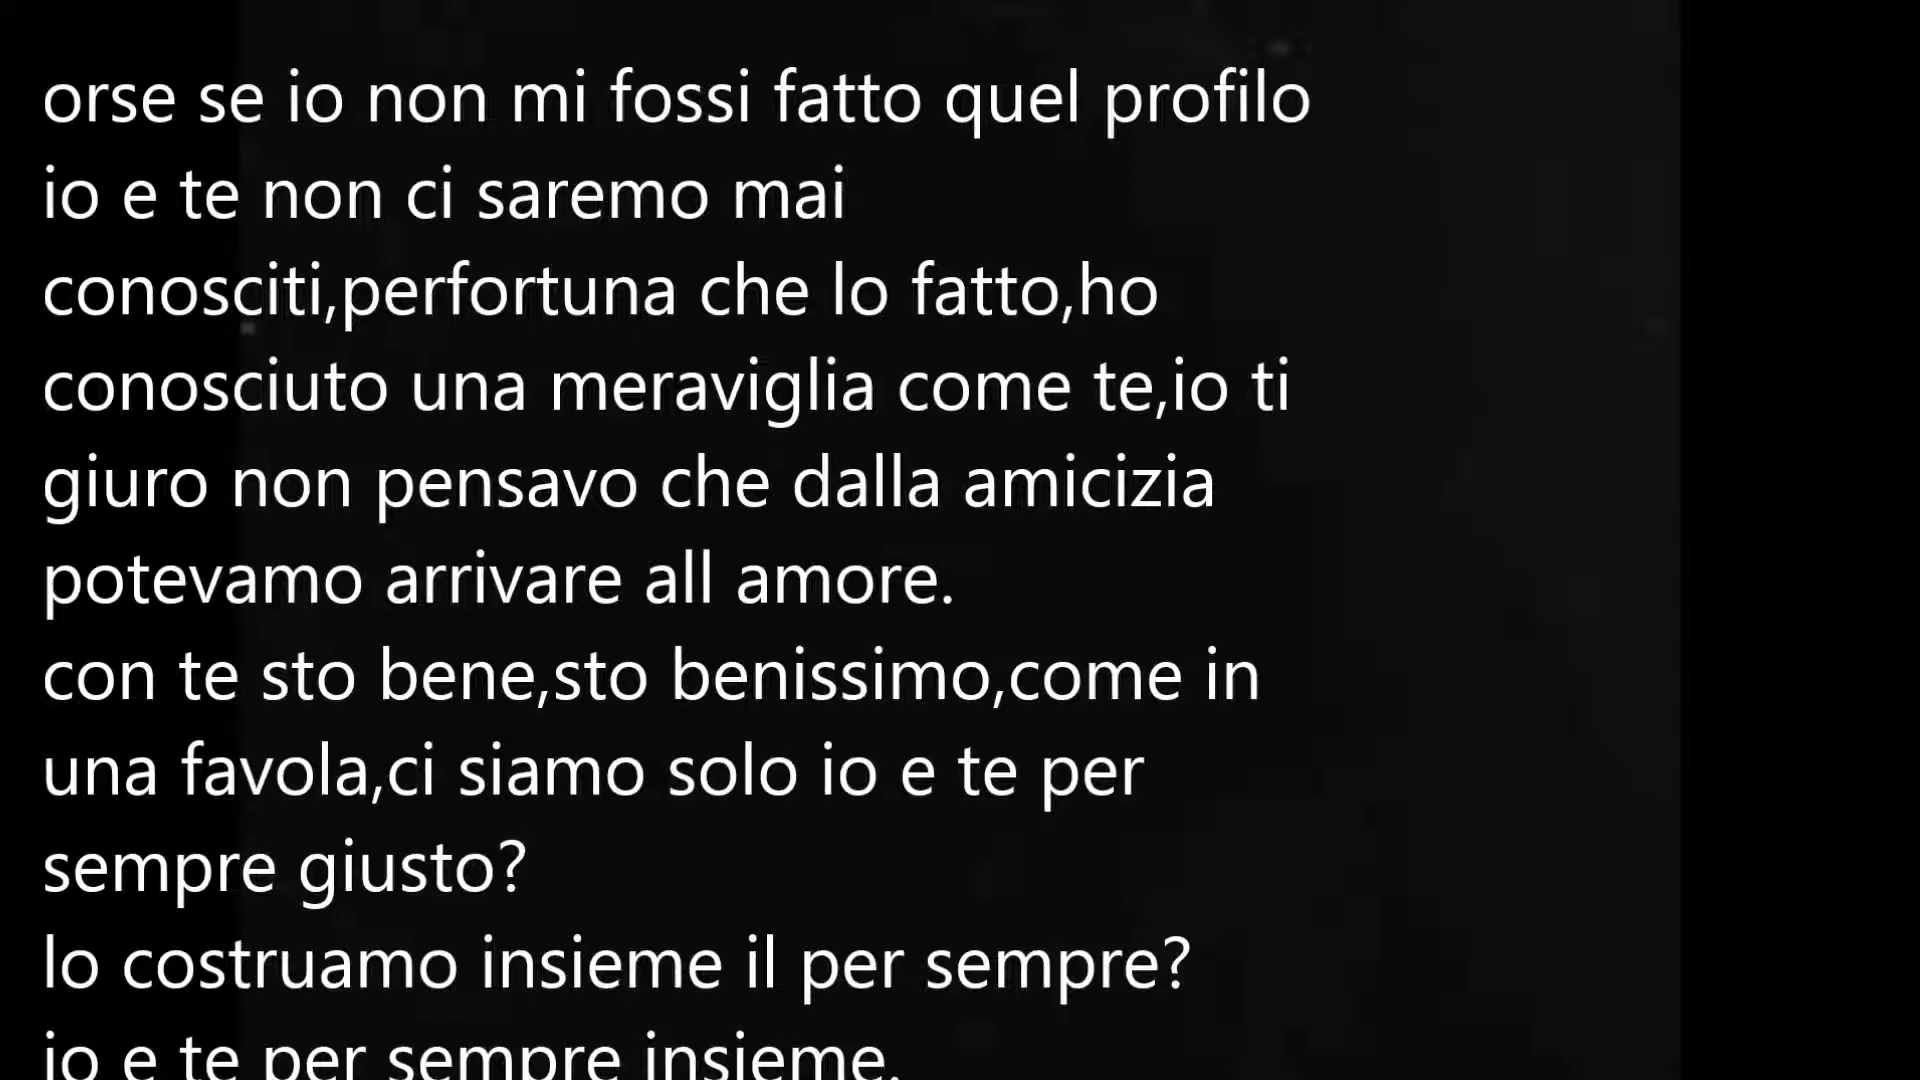 orse se io non mi fossi fatto quel profilo
io e te non ci saremo mai
conosciti,perfortuna che lo fatto,ho
conosciuto una meraviglia come te,io ti
giuro non pensavo che dalla amicizia
potevamo arrivare all amore.
con te sto bene,sto benissimo,come in
una favola,ci siamo solo io e te per
sempre giusto?
lo costruamo insieme il per sempre?
io e te per sempre insieme.